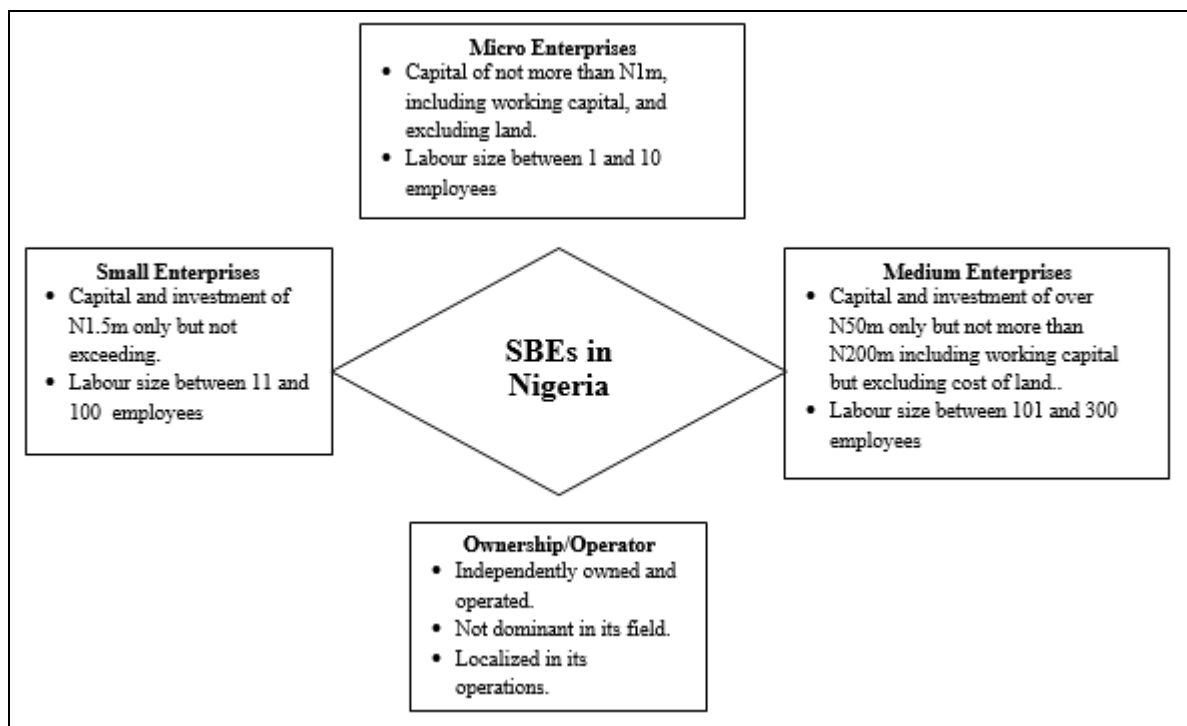 Micro Enterprises
• Capital of not more than N1m,
including working capital, and
excluding land.
• Labour size between 1 and 10
employees
Small Enterprises
• Capital and investment of
N1.5m only but not
exceeding.
• Labour size between 11 and
100 employees
SBEs in
Nigeria
Medium Enterprises
• Capital and investment of over
N50m only but not more than
N200m including working capital
but excluding cost of land..
• Labour size between 101 and 300
employees
Ownership/Operator
• Independently owned and
operated.
• Not dominant in its field.
• Localized in its
operations.